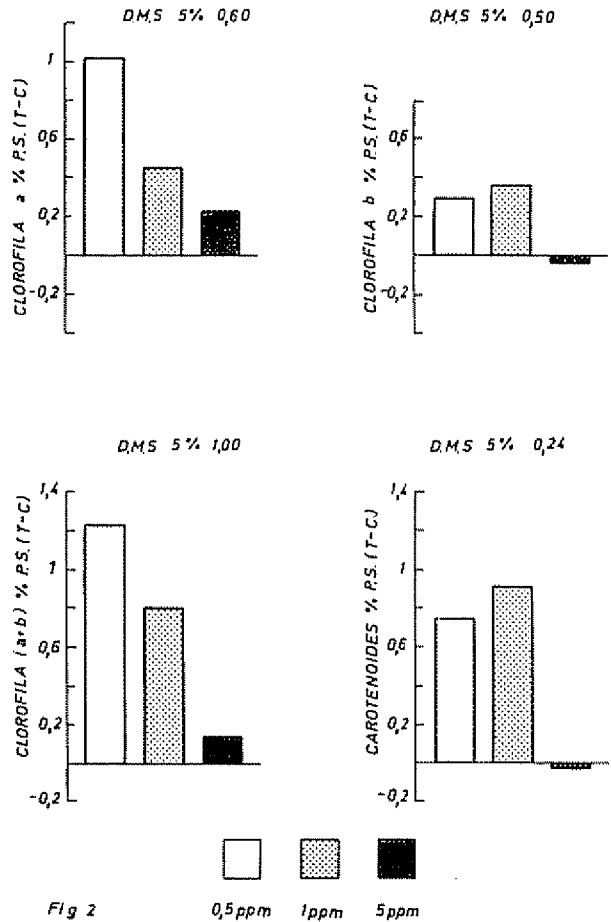 D.M.S 5% 0,60
CLOROFILA a % P.S. (T-C)
1
0,6
0,2
-0,2
D.M.S 5% 0,50
CLOROFILA b % P.S. (T-C)
0,6
0,2
-0,2
D.M.S 5% 1,00
CLOROFILA (a+b) % P.S. (T-C)
1,4
1
0,6
0,2
-0,2
D.M.S 5% 0,24
CAROTENOIDES % P.S. (T-C)
1,4
1
0,6
0,2
-0,2
Fig 2 0,5ppm 1ppm 5ppm